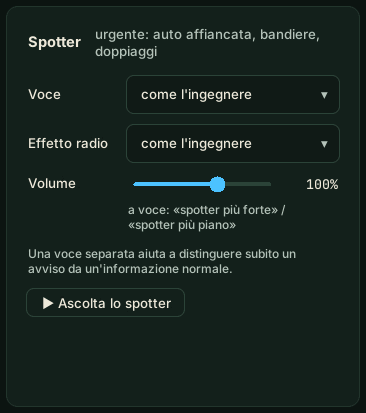 Spotter
urgente: auto affiancata, bandiere,
doppiaggi
Voce
come l'ingegnere
Effetto radio
come l'ingegnere
Volume
100%
a voce: «spotter più forte» /
«spotter più piano»
Una voce separata aiuta a distinguere subito un
avviso da un'informazione normale.
▶ Ascolta lo spotter